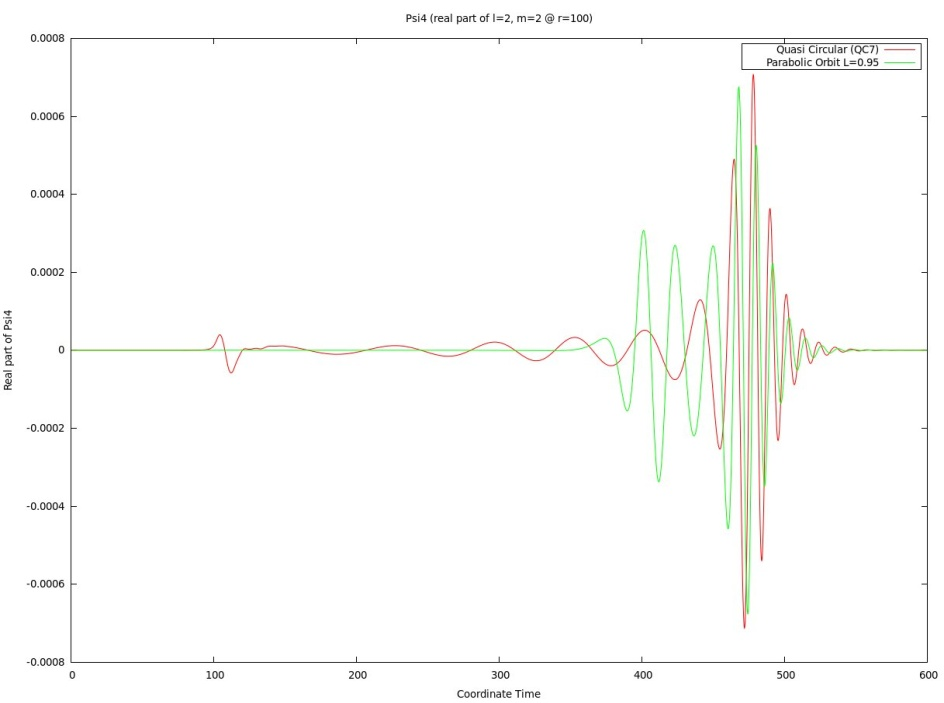 Psi4 (real part of l=2, m=2 @ r=100)
Quasi Circular (QC7)
Parabolic Orbit L=0.95
0.0008
0.0006
0.0004
0.0002
0
-0.0002
-0.0004
-0.0006
-0.0008
Real part of Psi4
0 100 200 300 400 500 600
Coordinate Time